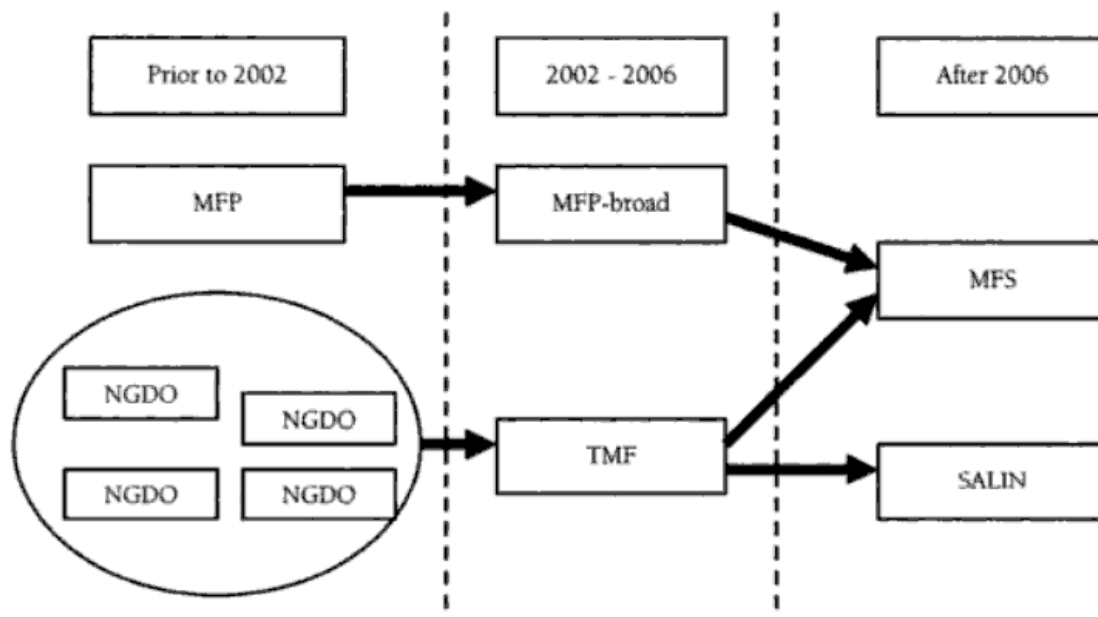 Prior to 2002
2002 - 2006
After 2006
MFP
MFP-broad
MFS
NGDO
NGDO
NGDO
NGDO
TMF
SALIN